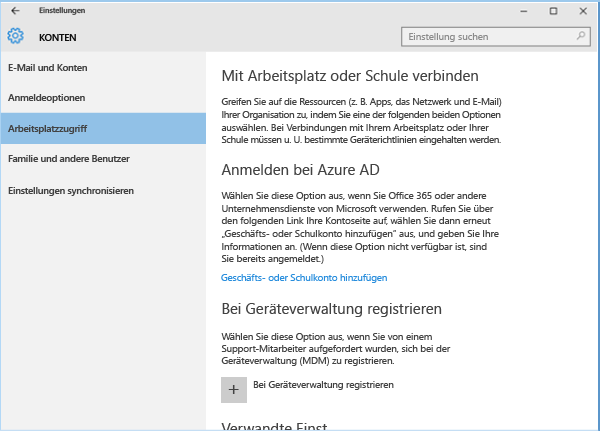 Einstellungen
KONTEN
Einstellung suchen
E-Mail und Konten
Anmeldeoptionen
Arbeitsplatzzugriff
Familie und andere Benutzer
Einstellungen synchronisieren
Mit Arbeitsplatz oder Schule verbinden
Greifen Sie auf die Ressourcen (z. B. Apps, das Netzwerk und E-Mail)
Ihrer Organisation zu, indem Sie eine der folgenden beiden Optionen
auswählen. Bei Verbindungen mit Ihrem Arbeitsplatz oder Ihrer
Schule müssen u. U. bestimmte Geräterichtlinien eingehalten werden.
Anmelden bei Azure AD
Wählen Sie diese Option aus, wenn Sie Office 365 oder andere
Unternehmensdienste von Microsoft verwenden. Rufen Sie über
den folgenden Link Ihre Kontoseite auf, wählen Sie dann erneut
„Geschäfts- oder Schulkonto hinzufügen“ aus, und geben Sie Ihre
Informationen an. (Wenn diese Option nicht verfügbar ist, sind
Sie bereits angemeldet.)
Geschäfts- oder Schulkonto hinzufügen
Bei Geräteverwaltung registrieren
Wählen Sie diese Option aus, wenn Sie von einem
Support-Mitarbeiter aufgefordert wurden, sich bei der
Geräteverwaltung (MDM) zu registrieren.
Bei Geräteverwaltung registrieren
Verwandte Einst